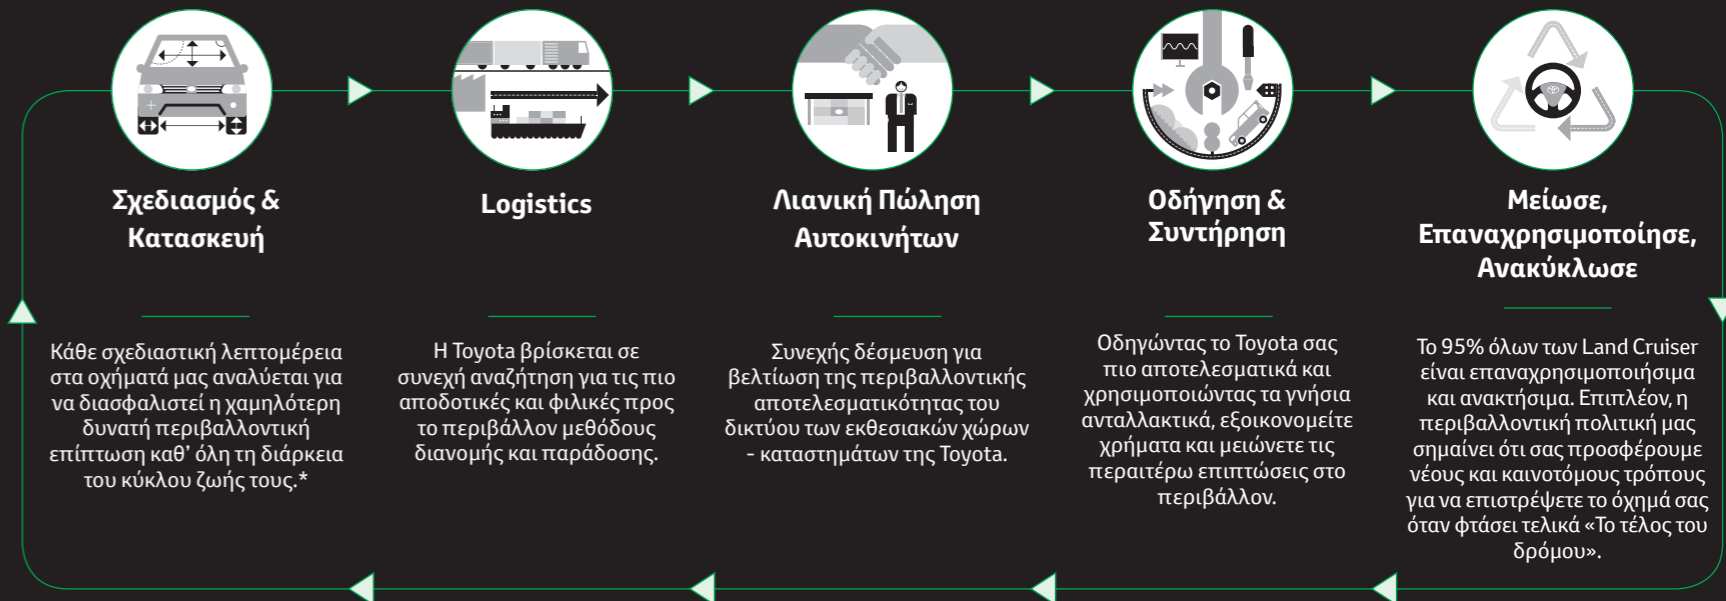 Σχεδιασμός &
Κατασκευή
Κάθε σχεδιαστική λεπτομέρεια
στα οχήματά μας αναλύεται για
να διασφαλιστεί η χαμηλότερη
δυνατή περιβαλλοντική
επίπτωση καθ’ όλη τη διάρκεια
του κύκλου ζωής τους.*
Logistics
Η Toyota βρίσκεται σε
συνεχή αναζήτηση για τις πιο
αποδοτικές και φιλικές προς
το περιβάλλον μεθόδους
διανομής και παράδοσης.
Λιανική Πώληση
Αυτοκινήτων
Συνεχής δέσμευση για
βελτίωση της περιβαλλοντικής
αποτελεσματικότητας του
δικτύου των εκθεσιακών χώρων
- καταστημάτων της Toyota.
Οδήγηση &
Συντήρηση
Οδηγώντας το Toyota σας
πιο αποτελεσματικά και
χρησιμοποιώντας τα γνήσια
ανταλλακτικά, εξοικονομείτε
χρήματα και μειώνετε τις
περαιτέρω επιπτώσεις στο
περιβάλλον.
Μείωσε,
Επαναχρησιμοποίησε,
Ανακύκλωσε
Το 95% όλων των Land Cruiser
είναι επαναχρησιμοποιήσιμα
και ανακτήσιμα. Επιπλέον, η
περιβαλλοντική πολιτική μας
σημαίνει ότι σας προσφέρουμε
νέους και καινοτόμους τρόπους
για να επιστρέψετε το όχημά σας
όταν φτάσει τελικά «Το τέλος του
δρόμου».